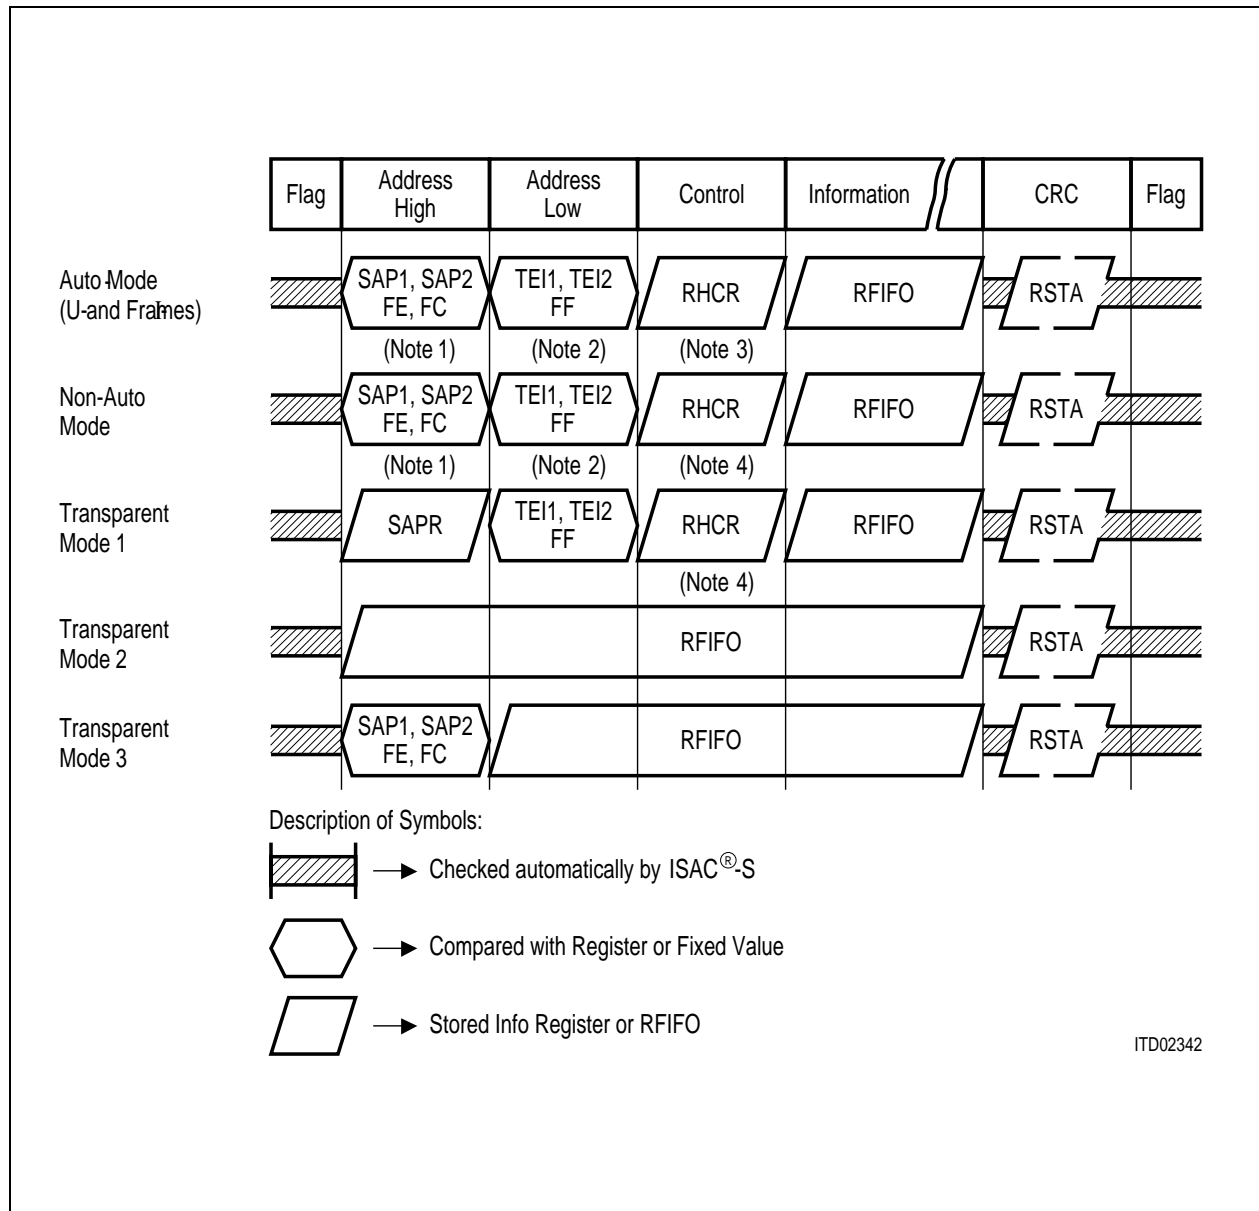 Flag
Address
High
Address
Low
Control
Information
CRC
Flag
Auto-Mode
(U-and Frames)
SAP1, SAP2
FE, FC
TEI1, TEI2
FF
RHCR
RFIFO
RSTA
(Note 1)
(Note 2)
(Note 3)
Non-Auto
Mode
SAP1, SAP2
FE, FC
TEI1, TEI2
FF
RHCR
RFIFO
RSTA
(Note 1)
(Note 2)
(Note 4)
Transparent
Mode 1
SAPR
TEI1, TEI2
FF
RHCR
RFIFO
RSTA
(Note 4)
Transparent
Mode 2
RFIFO
RSTA
Transparent
Mode 3
SAP1, SAP2
FE, FC
RFIFO
RSTA
Description of Symbols:
Checked automatically by ISAC®-S
Compared with Register or Fixed Value
Stored Info Register or RFIFO
ITD02342